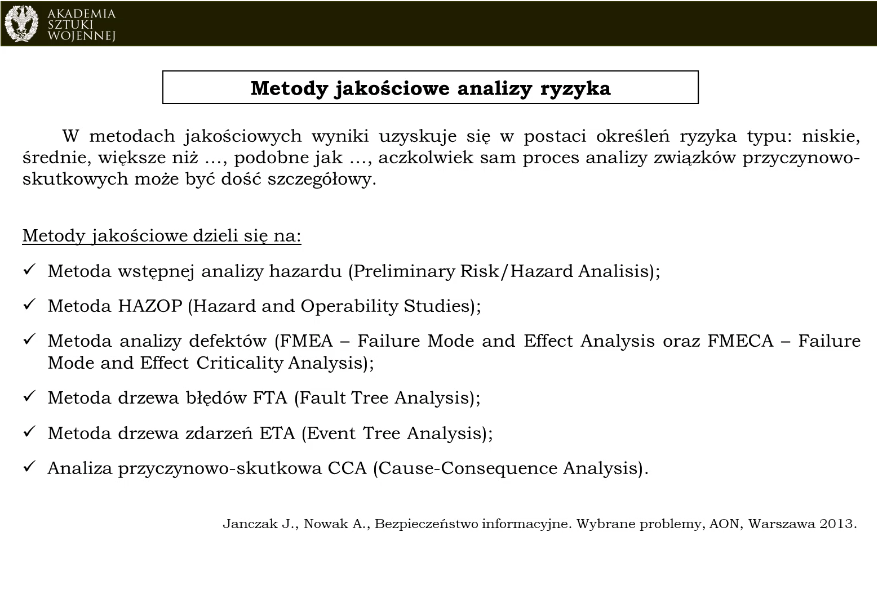 AKADEMIA
SZTUKI
WOJENNEJ
Metody jakościowe analizy ryzyka
W metodach jakościowych wyniki uzyskuje się w postaci określeń ryzyka typu: niskie,
średnie, większe niż …, podobne jak …, aczkolwiek sam proces analizy związków przyczynowo-
skutkowych może być dość szczegółowy.
Metody jakościowe dzieli się na:
✓ Metoda wstępnej analizy hazardu (Preliminary Risk/Hazard Analisis);
✓ Metoda HAZOP (Hazard and Operability Studies);
✓ Metoda analizy defektów (FMEA – Failure Mode and Effect Analysis oraz FMECA – Failure
Mode and Effect Criticality Analysis);
✓ Metoda drzewa błędów FTA (Fault Tree Analysis);
✓ Metoda drzewa zdarzeń ETA (Event Tree Analysis);
✓ Analiza przyczynowo-skutkowa CCA (Cause-Consequence Analysis).
Janczak J., Nowak A., Bezpieczeństwo informacyjne. Wybrane problemy, AON, Warszawa 2013.